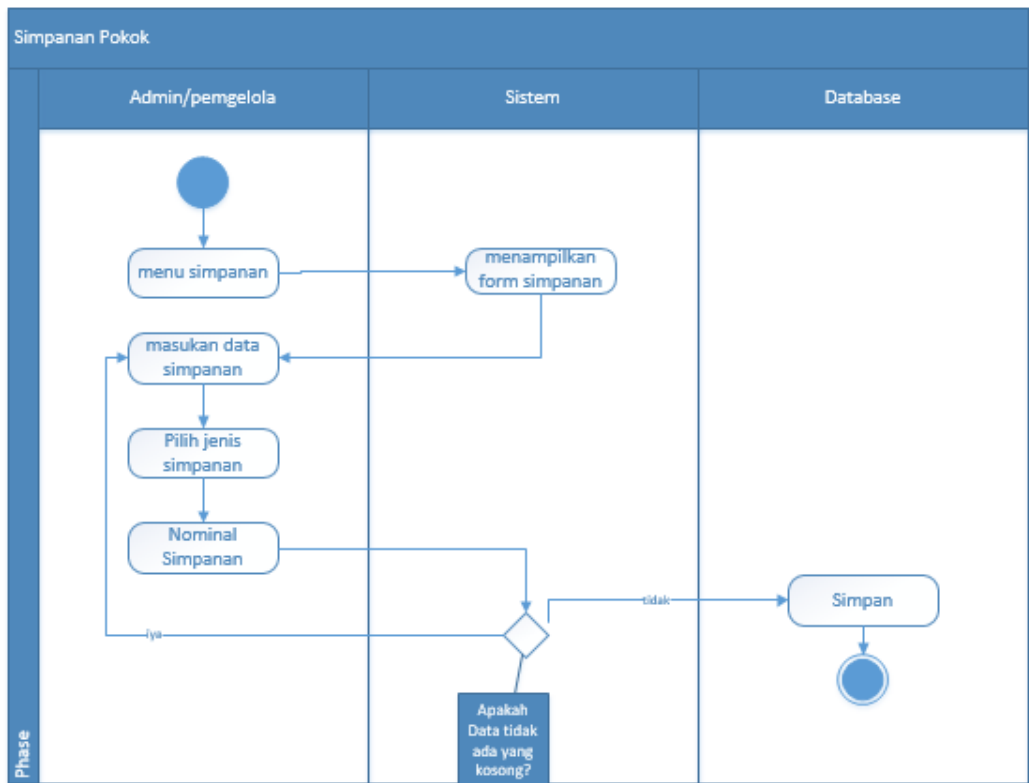 Simpanan Pokok
Admin/pemgelola
Sistem
Database
menu simpanan
menampilkan
form simpanan
masukan data
simpanan
Pilih jenis
simpanan
Nominal
Simpanan
tidak
Simpan
iya
Apakah
Data tidak
ada yang
kosong?
Phase